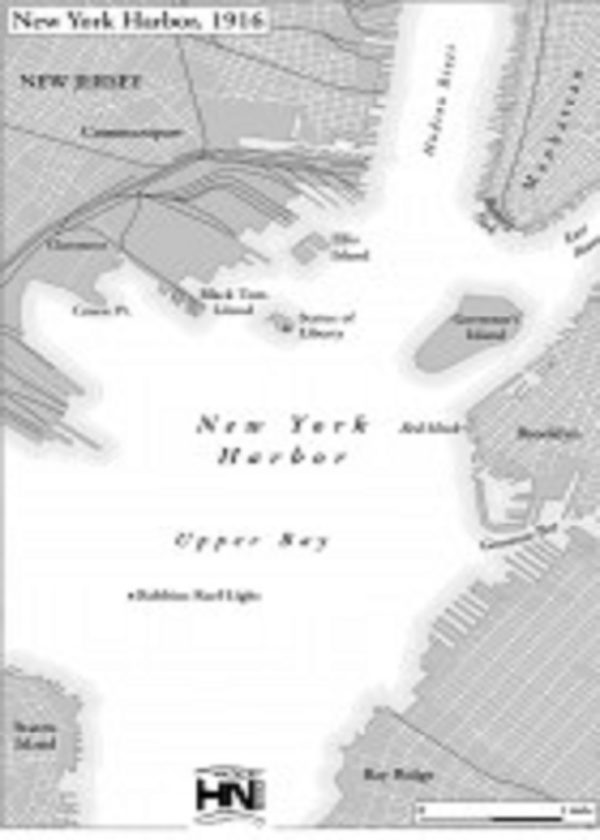 New York Harbor, 1916
NEW JERSEY
Communipaw
Hudson River
Manhattan
East
River
Ellis
Island
Black Tom
Island
Statue of
Liberty
Governor's
Island
New York
Harbor
Red Hook
Brooklyn
Upper Bay
Robbins Reef Light
Staten
Island
Bay Ridge
HN
0
1 mile